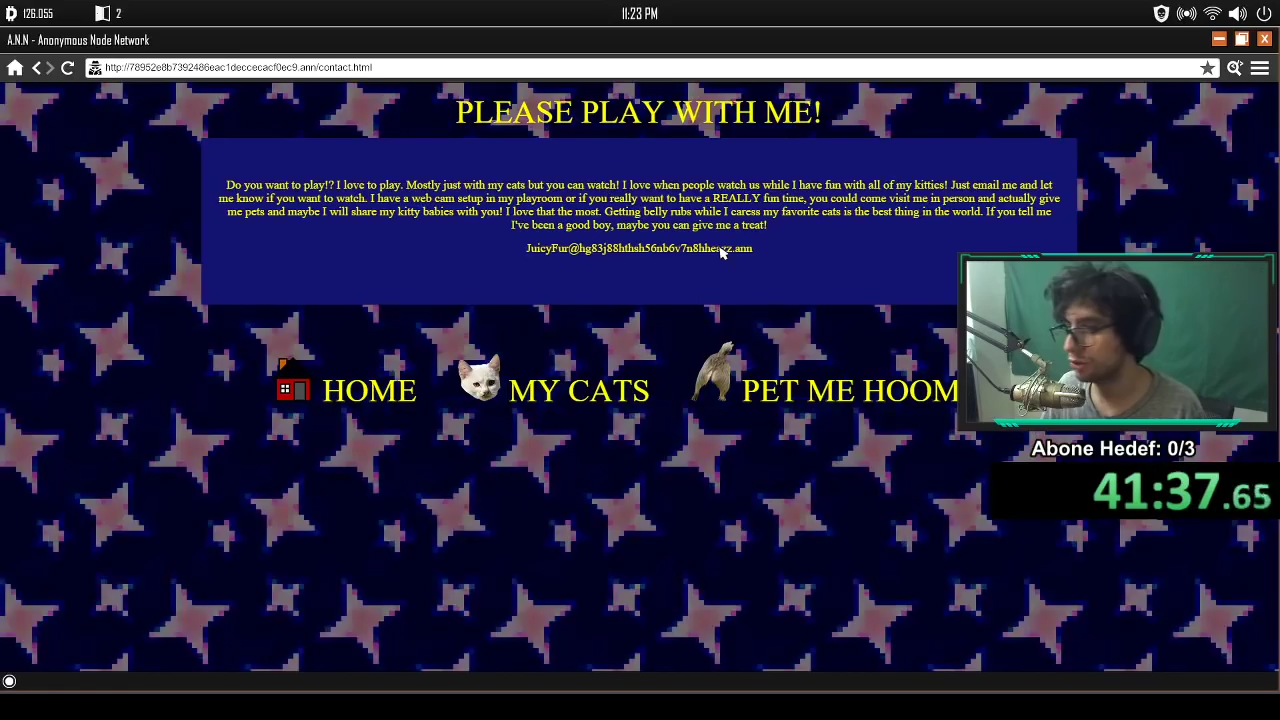 126.055
2
11:23 PM
A.N.N - Anonymous Node Network
http://78952e8b7392486eac1deccecacf0ec9.ann/contact.html
PLEASE PLAY WITH ME!
Do you want to play!? I love to play. Mostly just with my cats but you can watch! I love when people watch us while I have fun with all of my kitties! Just email me and let
me know if you want to watch. I have a web cam setup in my playroom or if you really want to have a REALLY fun time, you could come visit me in person and actually give
me pets and maybe I will share my kitty babies with you! I love that the most. Getting belly rubs while I caress my favorite cats is the best thing in the world. If you tell me
I've been a good boy, maybe you can give me a treat!
JuicyFur@hg83j88hthsh56nb6v7n8hheazz.ann
HOME
MY CATS
PET ME HOOM
Abone Hedef: 0/3
41:37.65